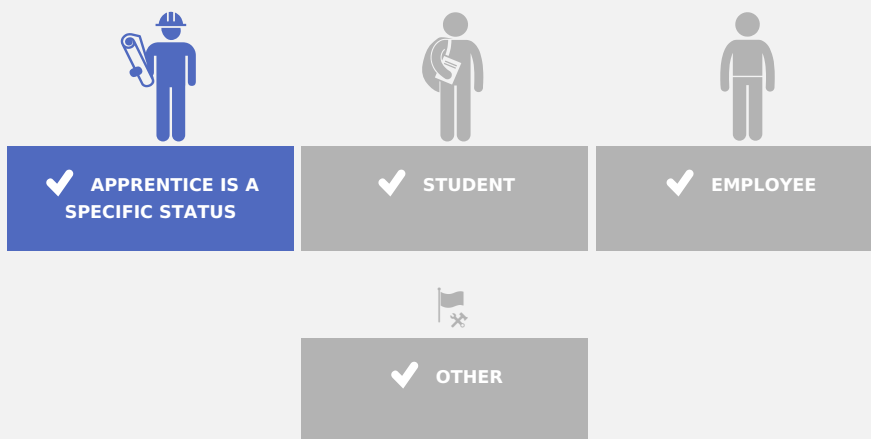 APPRENTICE IS A
SPECIFIC STATUS
STUDENT
EMPLOYEE
OTHER